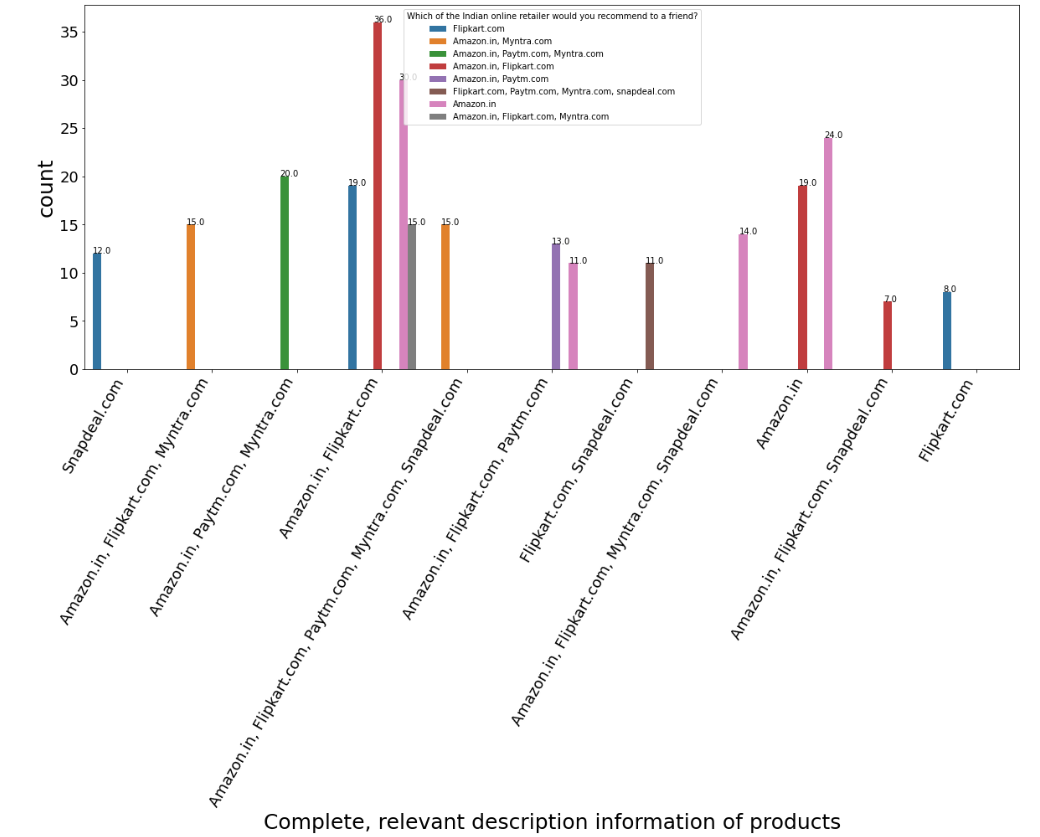 Which of the Indian online retailer would you recommend to a friend?
Flipkart.com
Amazon.in, Myntra.com
Amazon.in, Paytm.com, Myntra.com
Amazon.in, Flipkart.com
Amazon.in, Paytm.com
Flipkart.com, Paytm.com, Myntra.com, snapdeal.com
Amazon.in
Amazon.in, Flipkart.com, Myntra.com
count
35
30
25
20
15
10
5
0
12.0
15.0
20.0
19.0
36.0
30.0
15.0
15.0
13.0
11.0
11.0
14.0
19.0
24.0
7.0
8.0
Snapdeal.com
Amazon.in, Flipkart.com, Myntra.com
Amazon.in, Paytm.com, Myntra.com
Amazon.in, Flipkart.com
Amazon.in, Flipkart.com, Paytm.com, Myntra.com, Snapdeal.com
Amazon.in, Flipkart.com, Paytm.com
Flipkart.com, Snapdeal.com
Amazon.in, Flipkart.com, Myntra.com, Snapdeal.com
Amazon.in
Amazon.in, Flipkart.com, Snapdeal.com
Flipkart.com
Complete, relevant description information of products